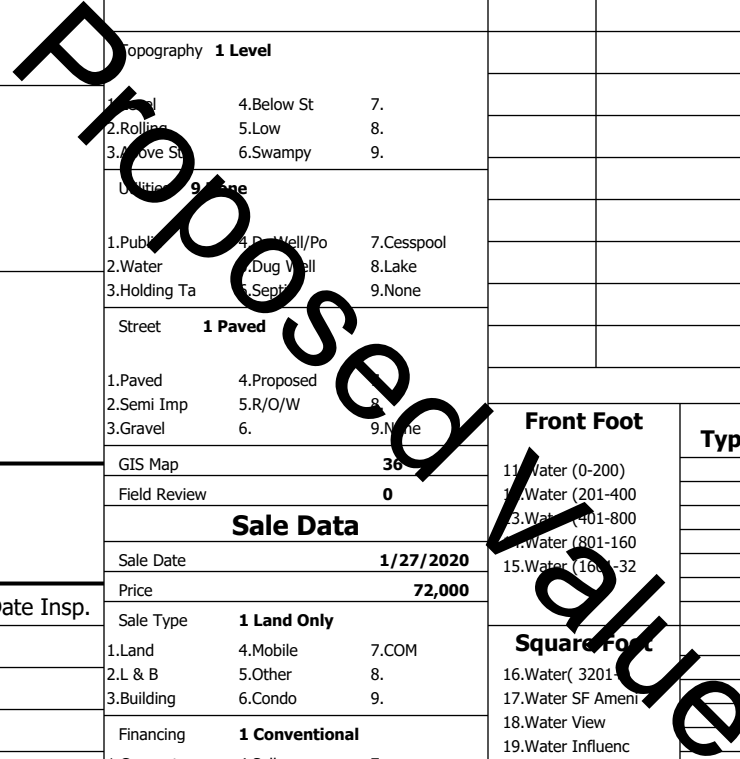 Topography 1 Level
1.Level 4.Below St 7.
2.Rolling 5.Low 8.
3.Above St 6.Swampy 9.
Utilities 9 None
1.Public 4.Dr Well/Po 7.Cesspool
2.Water 5.Dug Well 8.Lake
3.Holding Ta 6.Septic 9.None
Street 1 Paved
1.Paved 4.Proposed 7.
2.Semi Imp 5.R/O/W 8.
3.Gravel 6. 9.None
GIS Map 36
Field Review 0
Sale Data
Sale Date 1/27/2020
Price 72,000
Sale Type 1 Land Only
1.Land 4.Mobile 7.COM
2.L & B 5.Other 8.
3.Building 6.Condo 9.
Financing 1 Conventional
Date Insp.
Front Foot
Typ
11.Water (0-200)
12.Water (201-400
13.Water (401-800
14.Water (801-160
15.Water (1601-32
Square Foot
16.Water( 3201-
17.Water SF Ameni
18.Water View
19.Water Influenc
Proposed Value